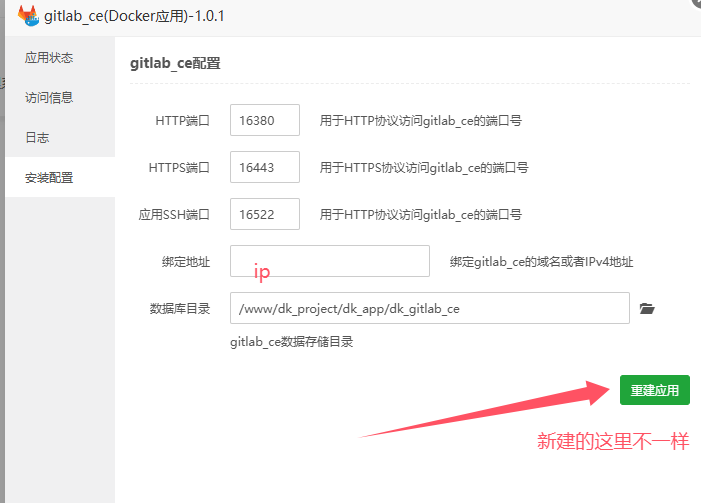 gitlab_ce(Docker应用)-1.0.1
应用状态
访问信息
日志
安装配置
gitlab_ce配置
HTTP端口 16380 用于HTTP协议访问gitlab_ce的端口号
HTTPS端口 16443 用于HTTPS协议访问gitlab_ce的端口号
应用SSH端口 16522 用于HTTP协议访问gitlab_ce的端口号
绑定地址 ip 绑定gitlab_ce的域名或者IPv4地址
数据库目录 /www/dk_project/dk_app/dk_gitlab_ce
gitlab_ce数据存储目录
重建应用
新建的这里不一样